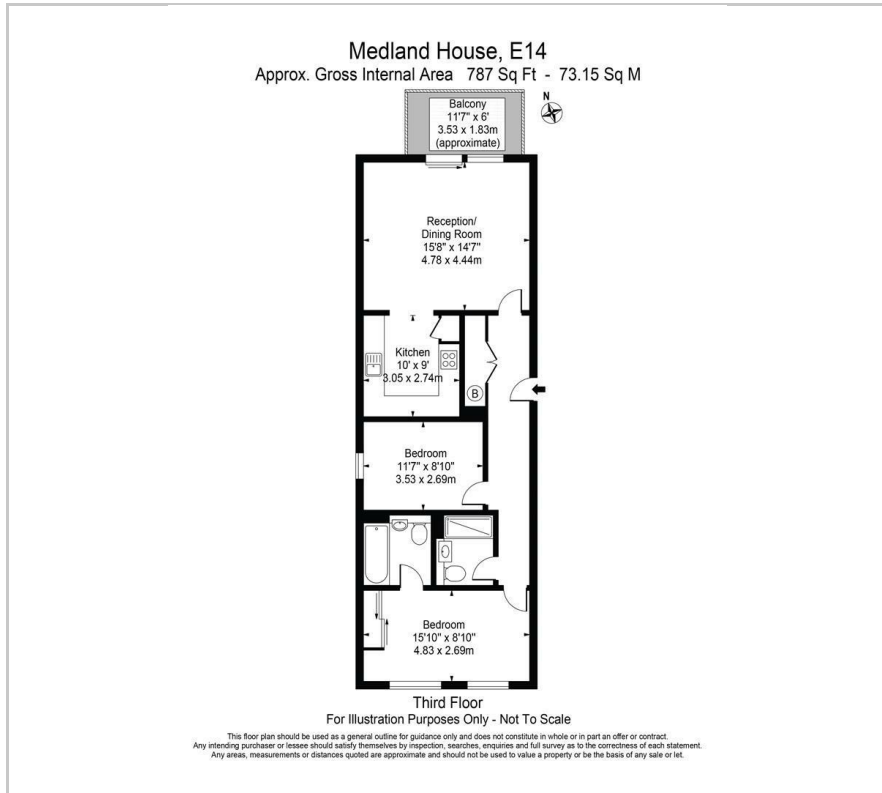 Medland House, E14
Approx. Gross Internal Area 787 Sq Ft - 73.15 Sq M
N
Balcony
11'7" x 6'
3.53 x 1.83m
(approximate)
Reception/
Dining Room
15'8" x 14'7"
4.78 x 4.44m
Kitchen
10' x 9'
3.05 x 2.74m
B
Bedroom
11'7" x 8'10"
3.53 x 2.69m
Bedroom
15'10" x 8'10"
4.83 x 2.69m
Third Floor
For Illustration Purposes Only - Not To Scale
This floor plan should be used as a general outline for guidance only and does not constitute in whole or in part an offer or contract.
Any intending purchaser or lessee should satisfy themselves by inspection, searches, enquiries and full survey as to the correctness of each statement.
Any areas, measurements or distances quoted are approximate and should not be used to value a property or be the basis of any sale or let.